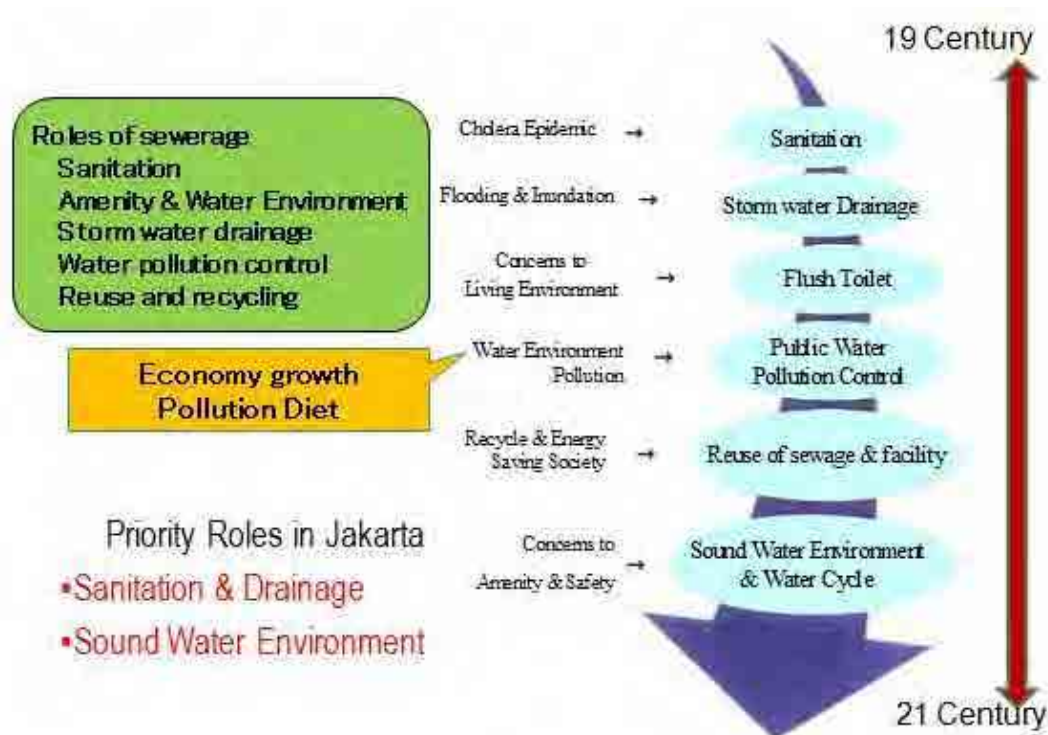 19 Century
Roles of sewerage
Sanitation
Amenity & Water Environment
Storm water drainage
Water pollution control
Reuse and recycling
Economy growth
Pollution Diet
Priority Roles in Jakarta
▪Sanitation & Drainage
▪Sound Water Environment
Cholera Epidemic →
Sanitation
Flooding & Inundation →
Storm water Drainage
Concerns to
Living Environment →
Flush Toilet
Water Environment
Pollution →
Public Water
Pollution Control
Recycle & Energy
Saving Society →
Reuse of sewage & facility
Concerns to
Amenity & Safety →
Sound Water Environment
& Water Cycle
21 Century